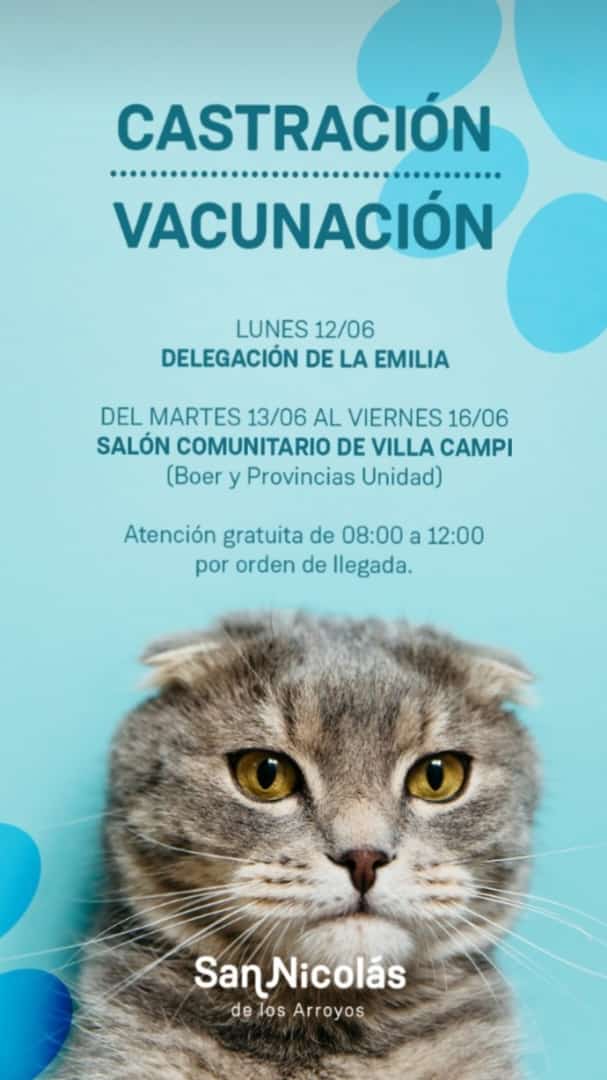 CASTRACIÓN
VACUNACIÓN
LUNES 12/06
DELEGACIÓN DE LA EMILIA
DEL MARTES 13/06 AL VIERNES 16/06
SALÓN COMUNITARIO DE VILLA CAMPI
(Boer y Provincias Unidad)
Atención gratuita de 08:00 a 12:00
por orden de llegada.
San Nicolás
de los Arroyos